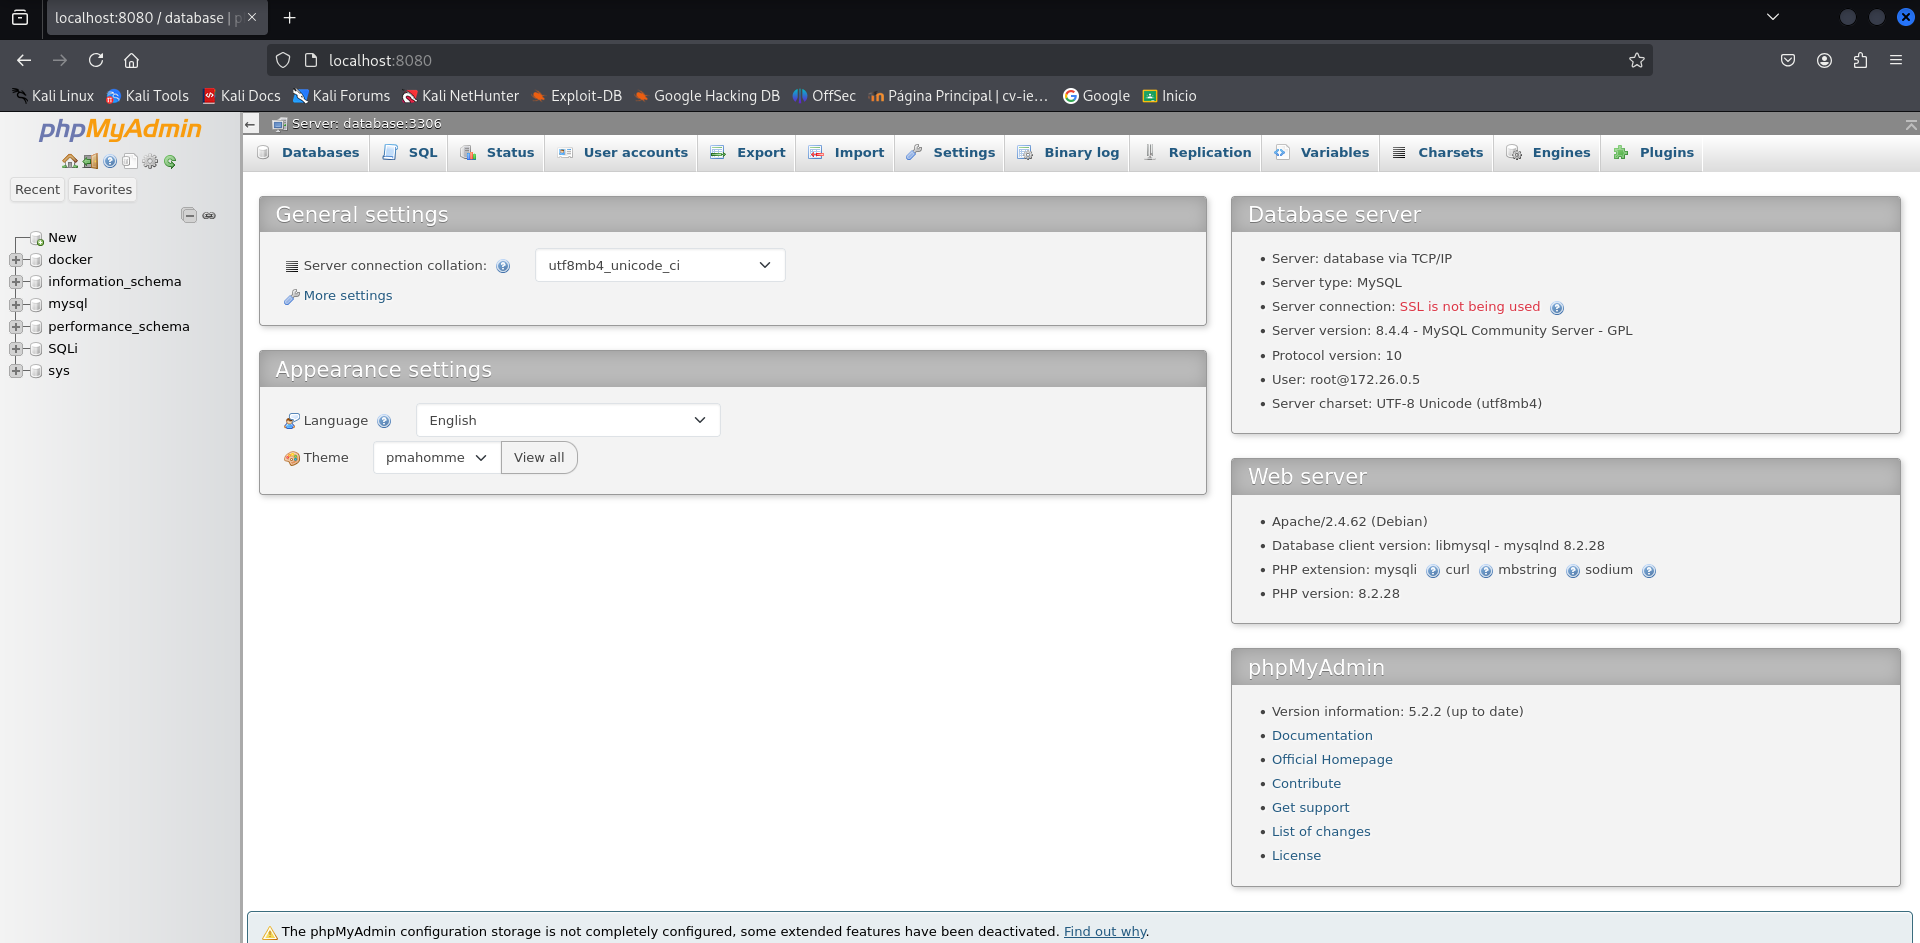 localhost:8080 / database | p
localhost:8080
Kali Linux Kali Tools Kali Docs Kali Forums Kali NetHunter Exploit-DB Google Hacking DB OffSec Página Principal | cv-ie… Google Inicio
phpMyAdmin
Recent Favorites
New
docker
information_schema
mysql
performance_schema
SQLi
sys
Server: database:3306
Databases SQL Status User accounts Export Import Settings Binary log Replication Variables Charsets Engines Plugins
General settings
Server connection collation: utf8mb4_unicode_ci
More settings
Appearance settings
Language English
Theme pmahomme View all
Database server
Server: database via TCP/IP
Server type: MySQL
Server connection: SSL is not being used
Server version: 8.4.4 - MySQL Community Server - GPL
Protocol version: 10
User: root@172.26.0.5
Server charset: UTF-8 Unicode (utf8mb4)
Web server
Apache/2.4.62 (Debian)
Database client version: libmysql - mysqlnd 8.2.28
PHP extension: mysqli curl mbstring sodium
PHP version: 8.2.28
phpMyAdmin
Version information: 5.2.2 (up to date)
Documentation
Official Homepage
Contribute
Get support
List of changes
License
The phpMyAdmin configuration storage is not completely configured, some extended features have been deactivated. Find out why.